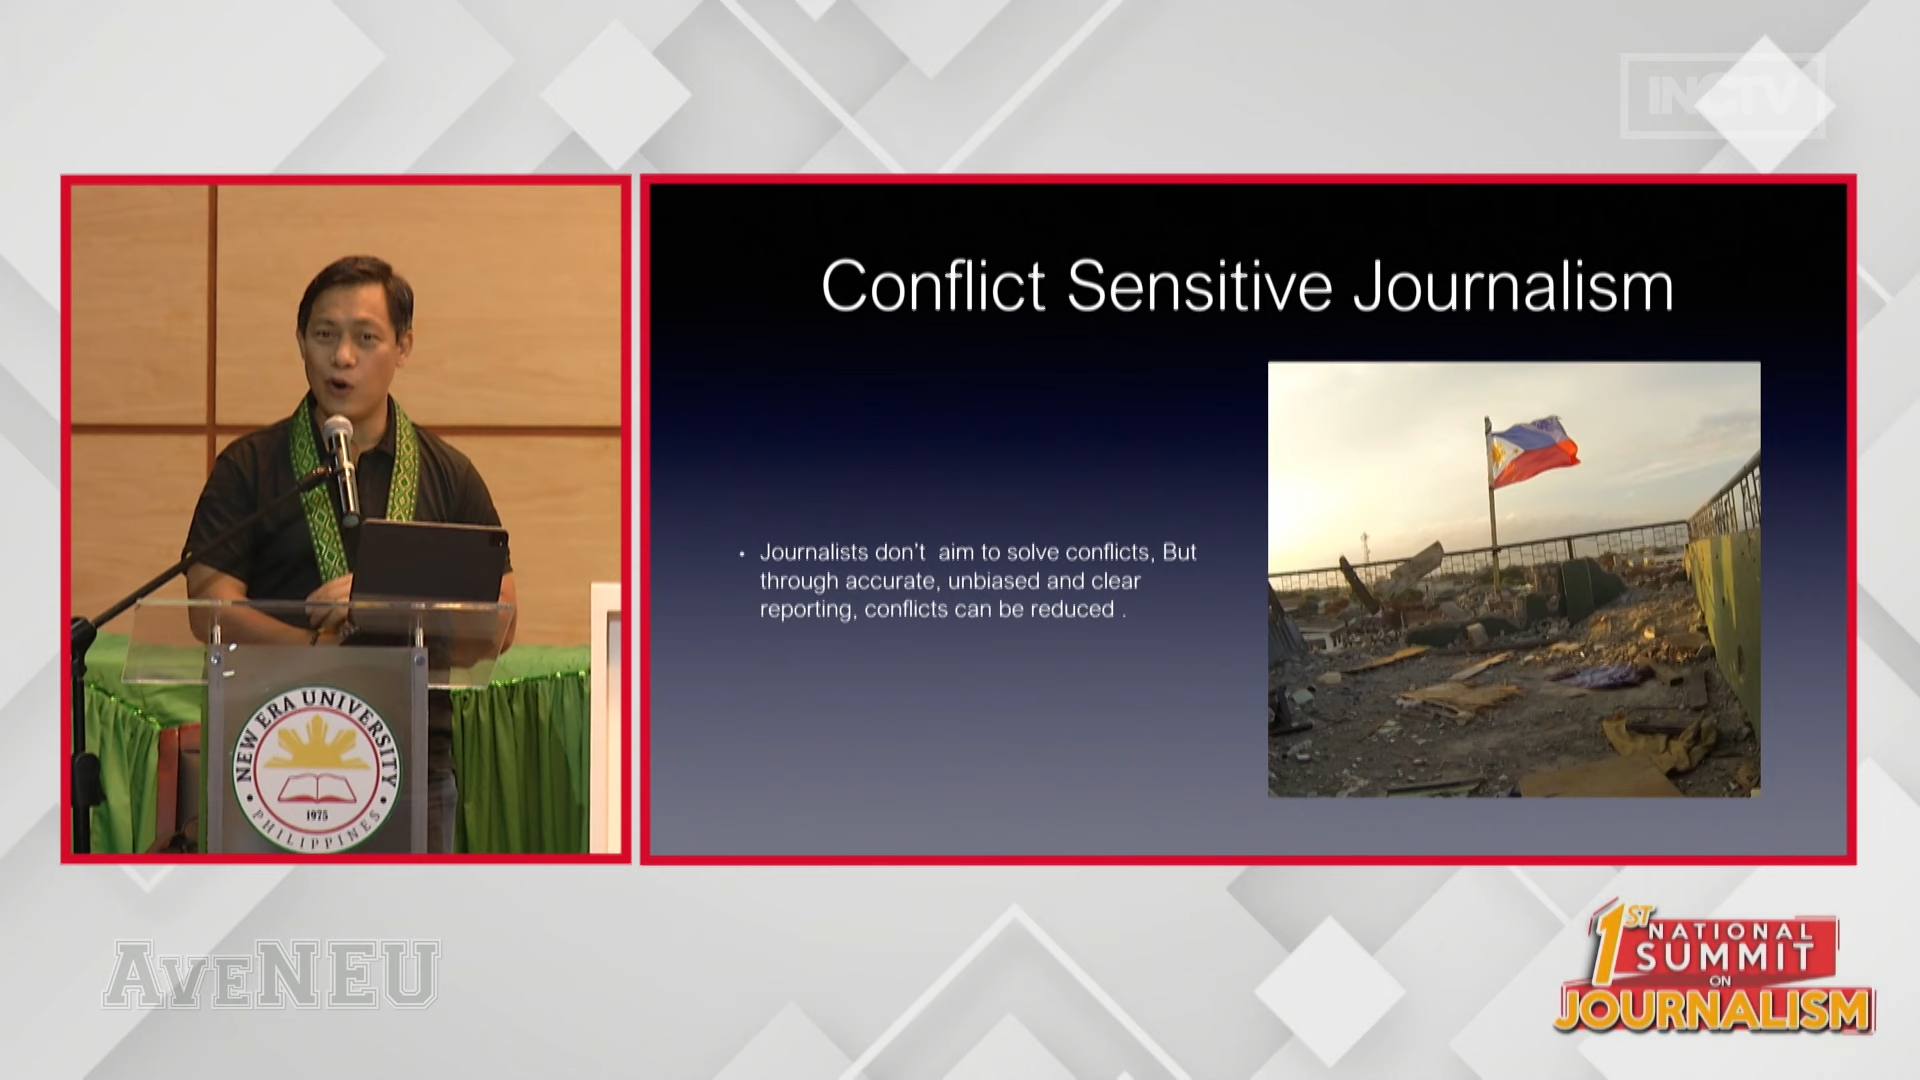 INCTV
Conflict Sensitive Journalism
• Journalists don't  aim to solve conflicts, But
through accurate, unbiased and clear
reporting, conflicts can be reduced .
NEW ERA UNIVERSITY
1975
PHILIPPINES
AVENEU
1ST
NATIONAL
SUMMIT
ON
JOURNALISM